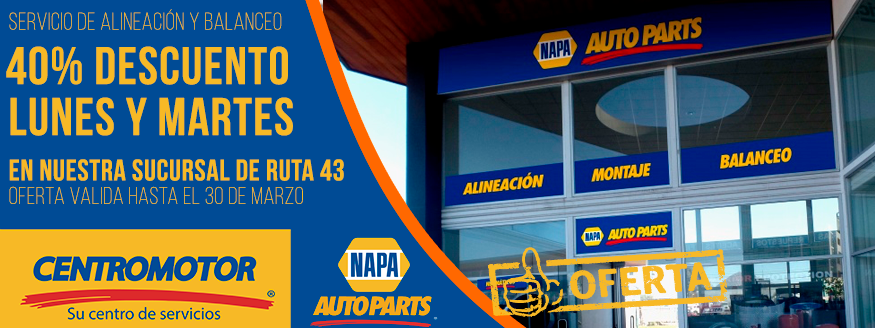 SERVICIO DE ALINEACIÓN Y BALANCEO
40% DESCUENTO
LUNES Y MARTES
EN NUESTRA SUCURSAL DE RUTA 43
OFERTA VALIDA HASTA EL 30 DE MARZO
CENTROMOTOR
®
Su centro de servicios
NAPA
AUTO PARTS
NAPA AUTO PARTS
ALINEACIÓN
MONTAJE
BALANCEO
NAPA AUTO PARTS
OFERTA